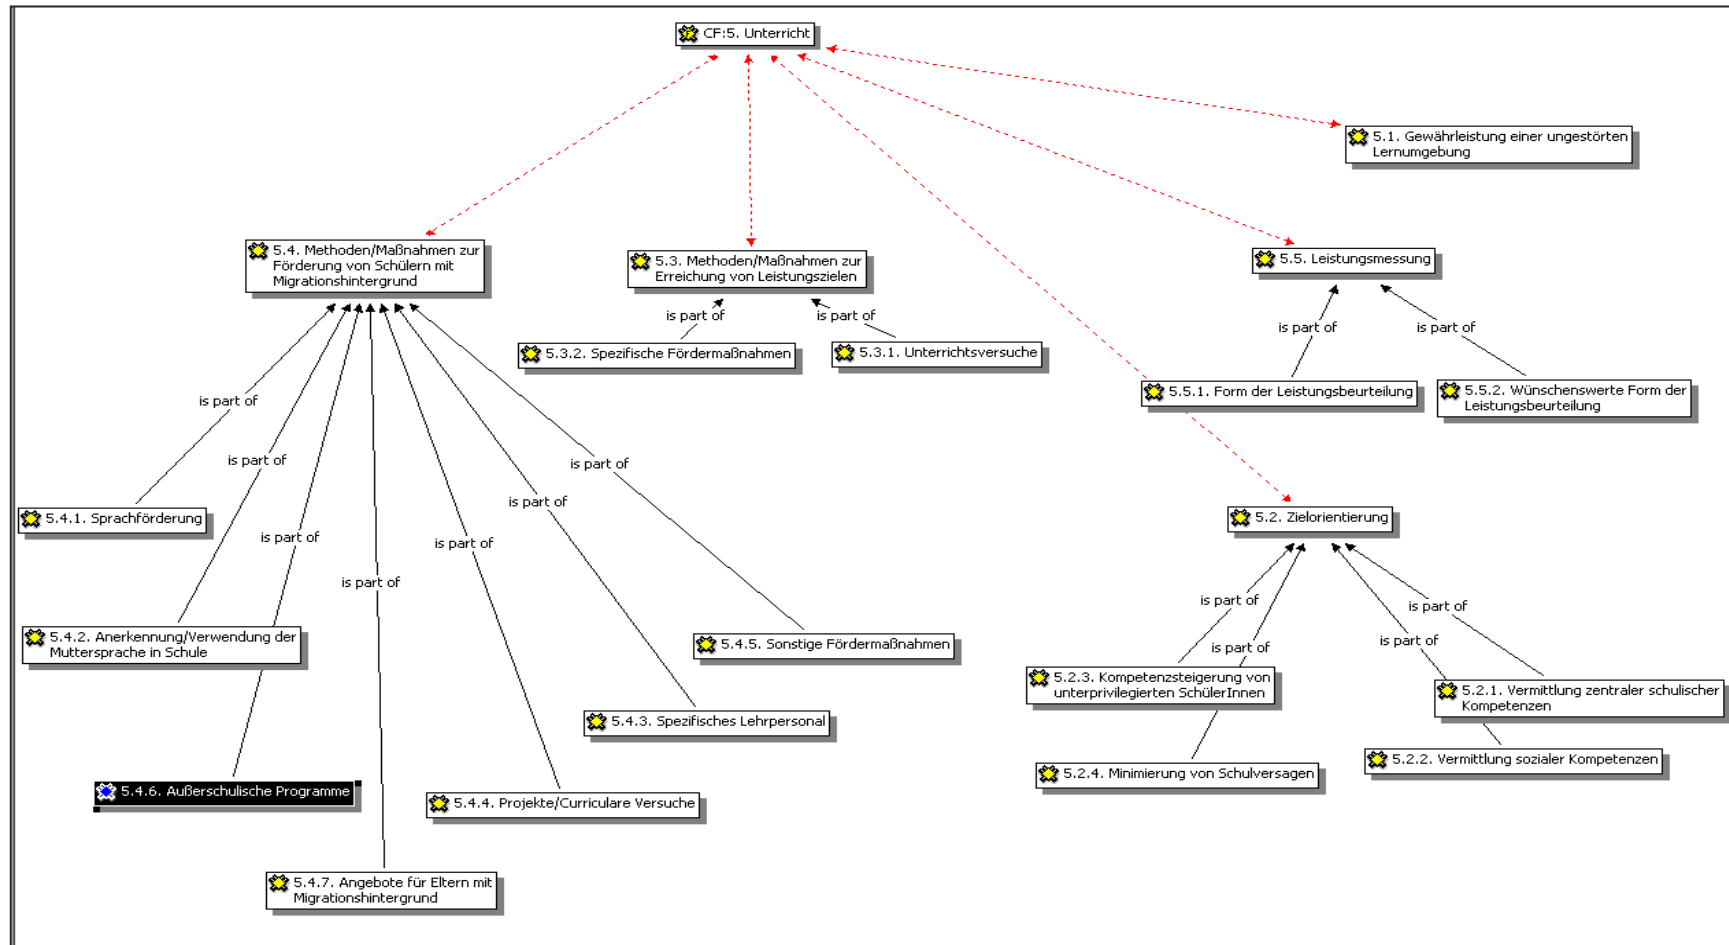 CF:5. Unterricht
5.1. Gewährleistung einer ungestörten
Lernumgebung
5.4. Methoden/Maßnahmen zur
Förderung von Schülern mit
Migrationshintergrund
5.3. Methoden/Maßnahmen zur
Erreichung von Leistungszielen
5.5. Leistungsmessung
is part of
is part of
is part of
is part of
5.3.2. Spezifische Fördermaßnahmen
5.3.1. Unterrichtsversuche
5.5.1. Form der Leistungsbeurteilung
5.5.2. Wünschenswerte Form der
Leistungsbeurteilung
is part of
is part of
is part of
is part of
is part of
is part of
is part of
5.4.1. Sprachförderung
5.2. Zielorientierung
is part of
is part of
is part of
is part of
5.4.2. Anerkennung/Verwendung der
Muttersprache in Schule
5.4.5. Sonstige Fördermaßnahmen
5.2.3. Kompetenzsteigerung von
unterprivilegierten SchülerInnen
5.2.1. Vermittlung zentraler schulischer
Kompetenzen
5.4.3. Spezifisches Lehrpersonal
5.2.2. Vermittlung sozialer Kompetenzen
5.2.4. Minimierung von Schulversagen
5.4.6. Außerschulische Programme
5.4.4. Projekte/Curriculare Versuche
5.4.7. Angebote für Eltern mit
Migrationshintergrund